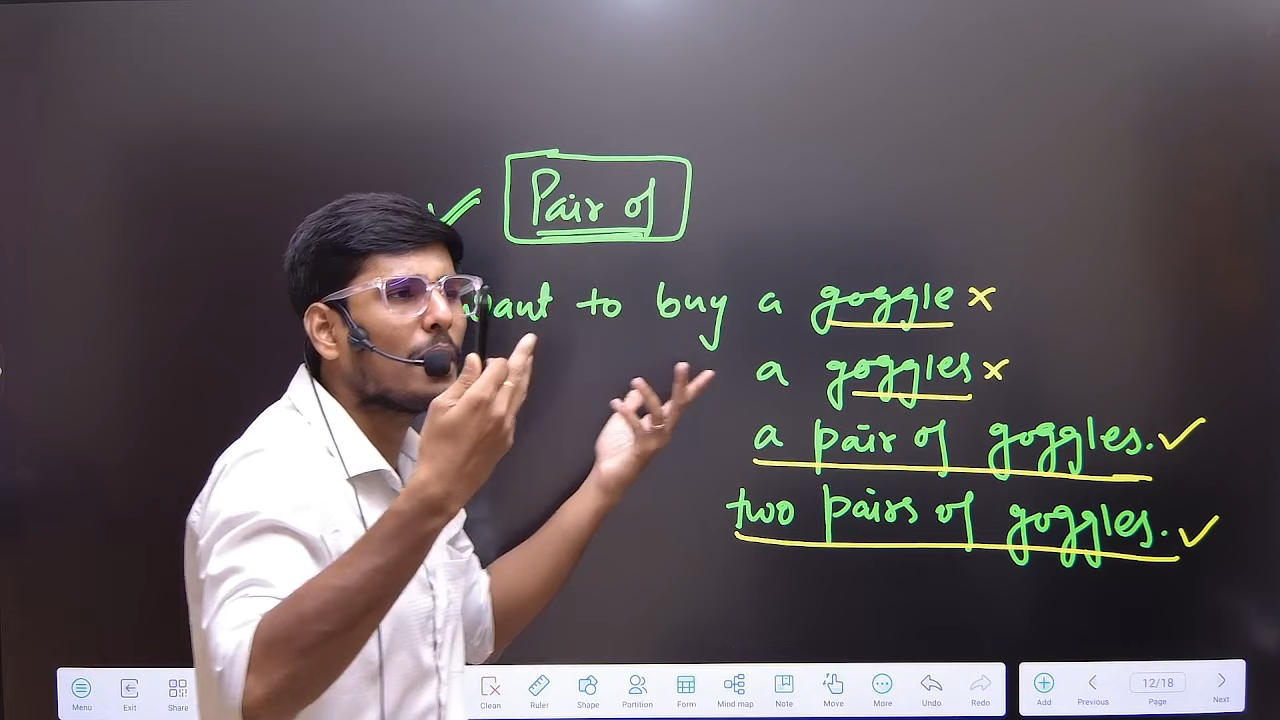 Pair of
want to buy a goggle ×
a goggles ×
a pair of goggles. ✓
two pairs of goggles. ✓
Menu Exit Share Clean Ruler Shape Partition Form Mind map Note Move More Undo Redo Add Previous 12/18 Page Next